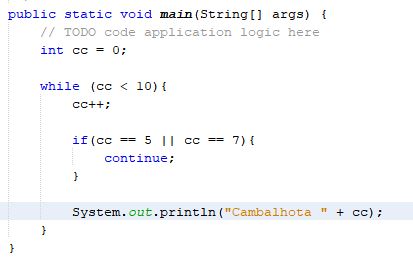 public static void main(String[] args) {
// TODO code application logic here
int cc = 0;
while (cc < 10){
cc++;
if(cc == 5 || cc == 7){
continue;
}
System.out.println("Cambalhota " + cc);
}
}